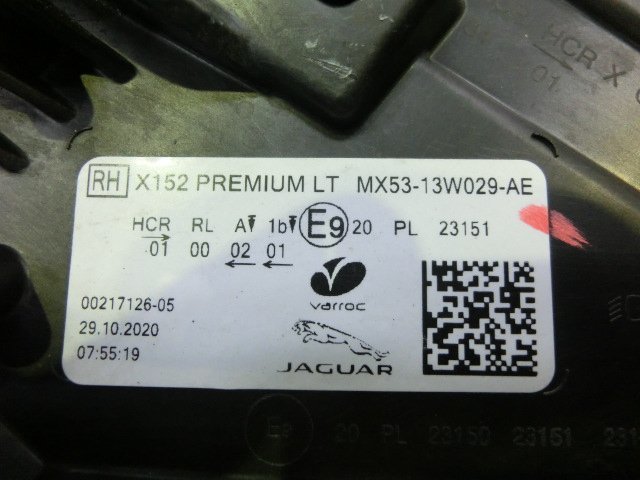 HCR X
01
RH X152 PREMIUM LT MX53-13W029-AE
HCR RL A 1b E9 20 PL 23151
01 00 02 01
00217126-05
29.10.2020
07:55:19
varroc
JAGUAR
E9 20 PL 23150 23151